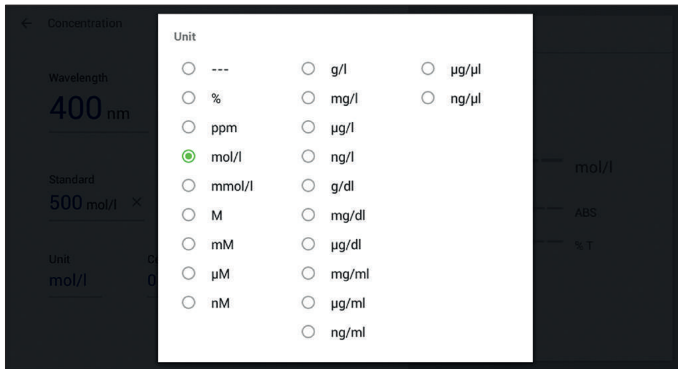 ← Concentration
Wavelength
400 nm
Standard
500 mol/l ×
Unit
mol/l
0
Unit
---
%
ppm
mol/l
mmol/l
M
mM
µM
nM
g/l
mg/l
µg/l
ng/l
g/dl
mg/dl
µg/dl
mg/ml
µg/ml
ng/ml
µg/µl
ng/µl
mol/l
ABS
% T